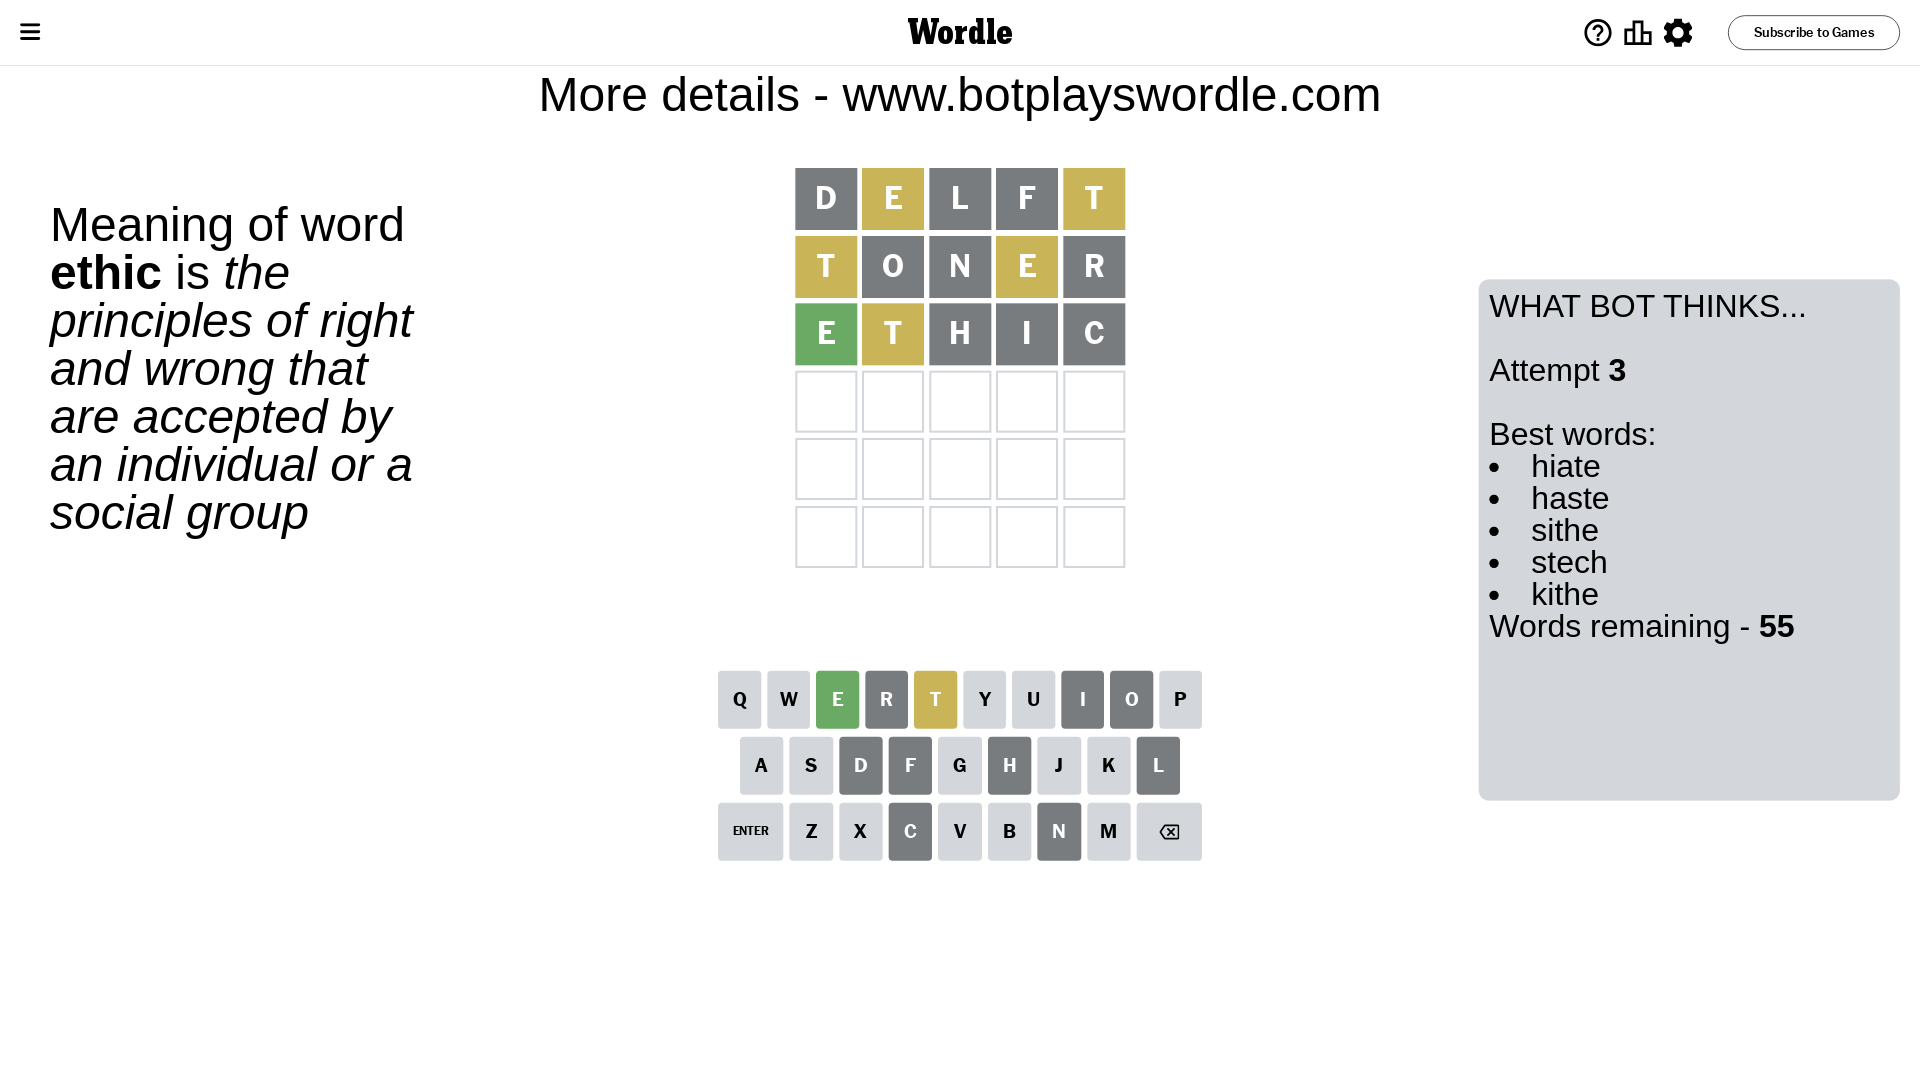 Wordle
Subscribe to Games
More details - www.botplayswordle.com
Meaning of word
ethic is the
principles of right
and wrong that
are accepted by
an individual or a
social group
D E L F T
T O N E R
E T H I C
WHAT BOT THINKS...
Attempt 3
Best words:
• hiate
• haste
• sithe
• stech
• kithe
Words remaining - 55
Q W E R T Y U I O P
A S D F G H J K L
ENTER Z X C V B N M